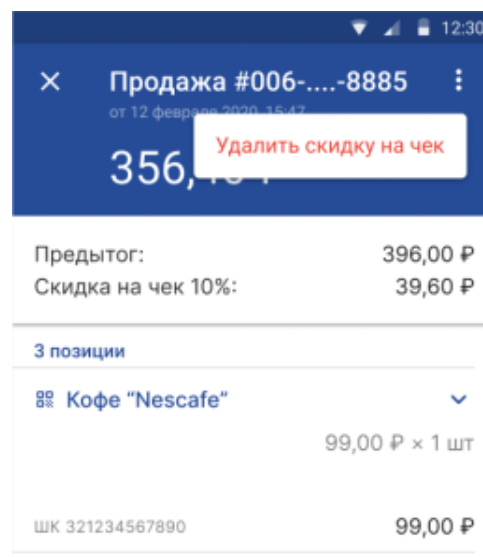 12:30
Продажа #006-....-8885
от 12 февраля 2020, 15:47
Удалить скидку на чек
356,
Предытог: 396,00 ₽
Скидка на чек 10%: 39,60 ₽
3 позиции
Кофе “Nescafe”
99,00 ₽ × 1 шт
ШК 321234567890 99,00 ₽